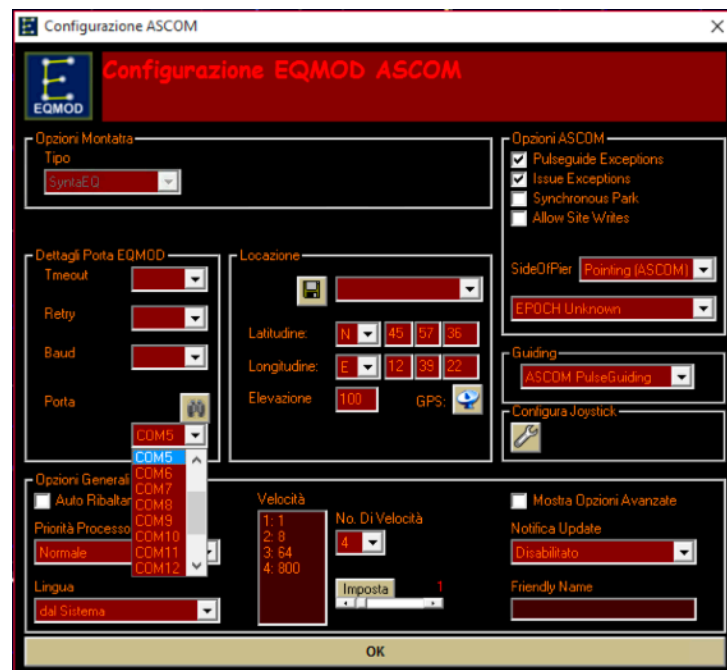 Configurazione ASCOM
Configurazione EQMOD ASCOM
EQMOD
Opzioni Montatra
Tipo
SyntaEQ
Opzioni ASCOM
Pulseguide Exceptions
Issue Exceptions
Synchronous Park
Allow Site Writes
SideOfPier Pointing (ASCOM)
EPOCH Unknown
Dettagli Porta EQMOD
Tmeout
Retry
Baud
Porta
COM5
COM5
COM6
COM7
COM8
COM9
COM10
COM11
COM12
Locazione
Latitudine: N 45 57 36
Longitudine: E 12 39 22
Elevazione 100 GPS:
Guiding
ASCOM PulseGuiding
Configura Joystick
Opzioni Generali
Auto Ribaltar
Priorità Processo
Normale
Lingua
dal Sistema
Velocità
1: 1
2: 8
3: 64
4: 800
No. Di Velocità
4
Imposta 1
Mostra Opzioni Avanzate
Notifica Update
Disabilitato
Friendly Name
OK